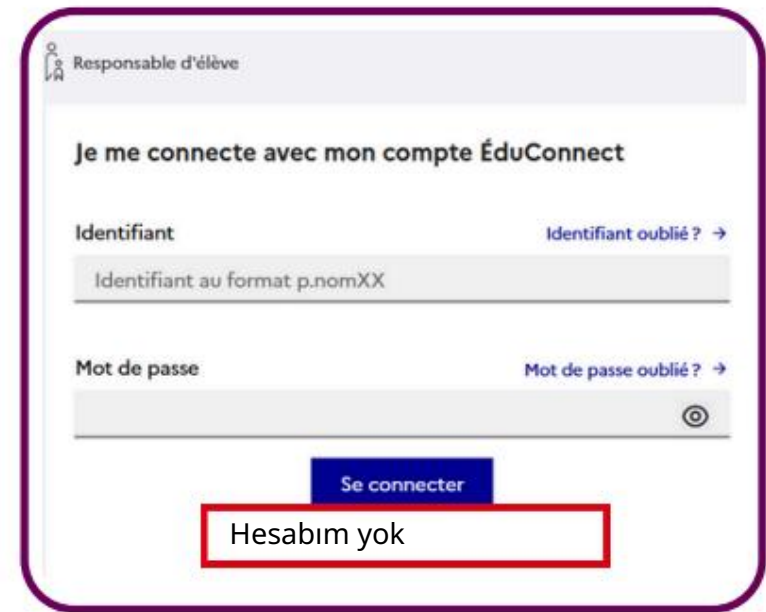 Responsable d'élève
Je me connecte avec mon compte ÉduConnect
Identifiant
Identifiant oublié ? →
Identifiant au format p.nomXX
Mot de passe
Mot de passe oublié ? →
Se connecter
Hesabım yok